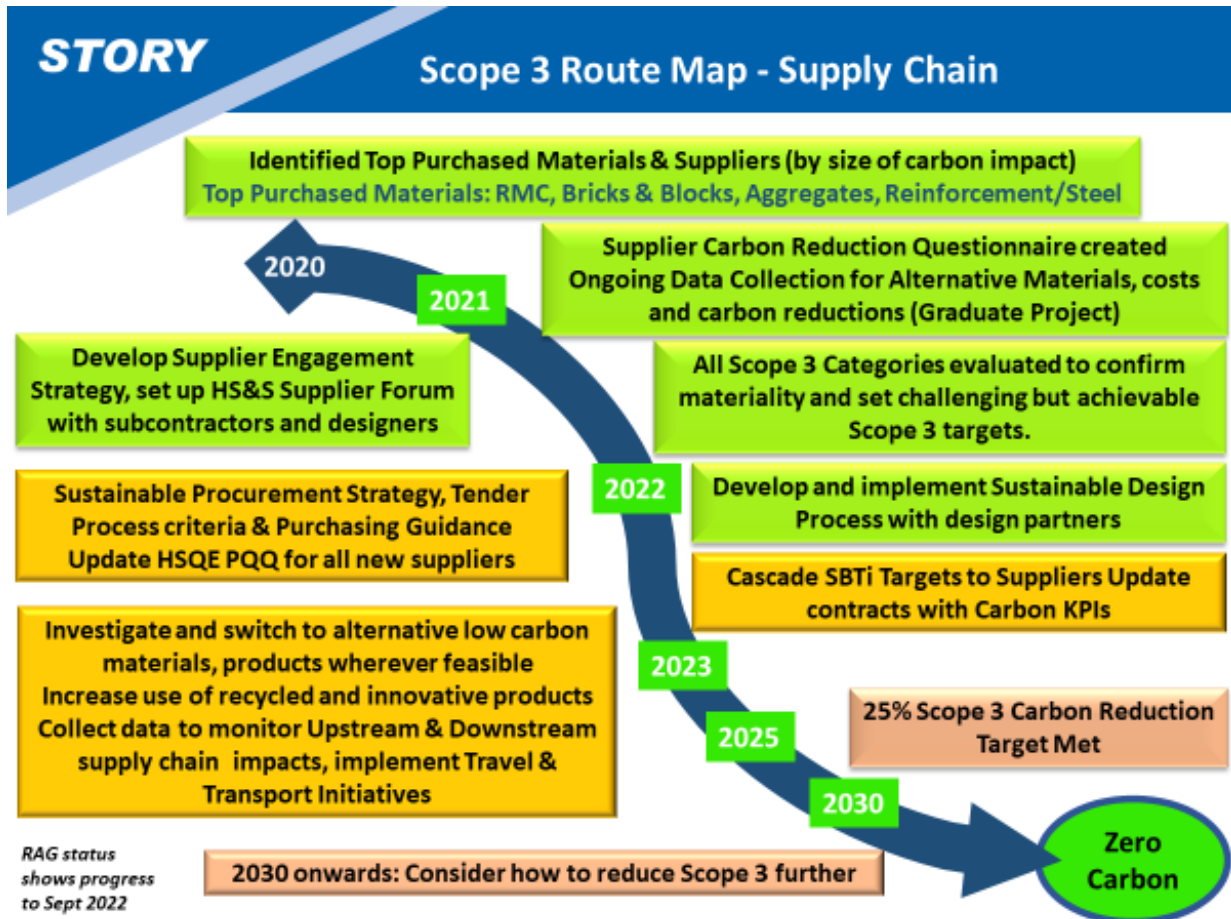 STORY
Scope 3 Route Map - Supply Chain
Identified Top Purchased Materials & Suppliers (by size of carbon impact)
Top Purchased Materials: RMC, Bricks & Blocks, Aggregates, Reinforcement/Steel
2020
2021
Supplier Carbon Reduction Questionnaire created
Ongoing Data Collection for Alternative Materials, costs
and carbon reductions (Graduate Project)
Develop Supplier Engagement
Strategy, set up HS&S Supplier Forum
with subcontractors and designers
All Scope 3 Categories evaluated to confirm
materiality and set challenging but achievable
Scope 3 targets.
2022
Sustainable Procurement Strategy, Tender
Process criteria & Purchasing Guidance
Update HSQE PQQ for all new suppliers
Develop and implement Sustainable Design
Process with design partners
Cascade SBTi Targets to Suppliers Update
contracts with Carbon KPIs
Investigate and switch to alternative low carbon
materials, products wherever feasible
Increase use of recycled and innovative products
Collect data to monitor Upstream & Downstream
supply chain impacts, implement Travel &
Transport Initiatives
2023
2025
25% Scope 3 Carbon Reduction
Target Met
2030
Zero
Carbon
RAG status
shows progress
to Sept 2022
2030 onwards: Consider how to reduce Scope 3 further